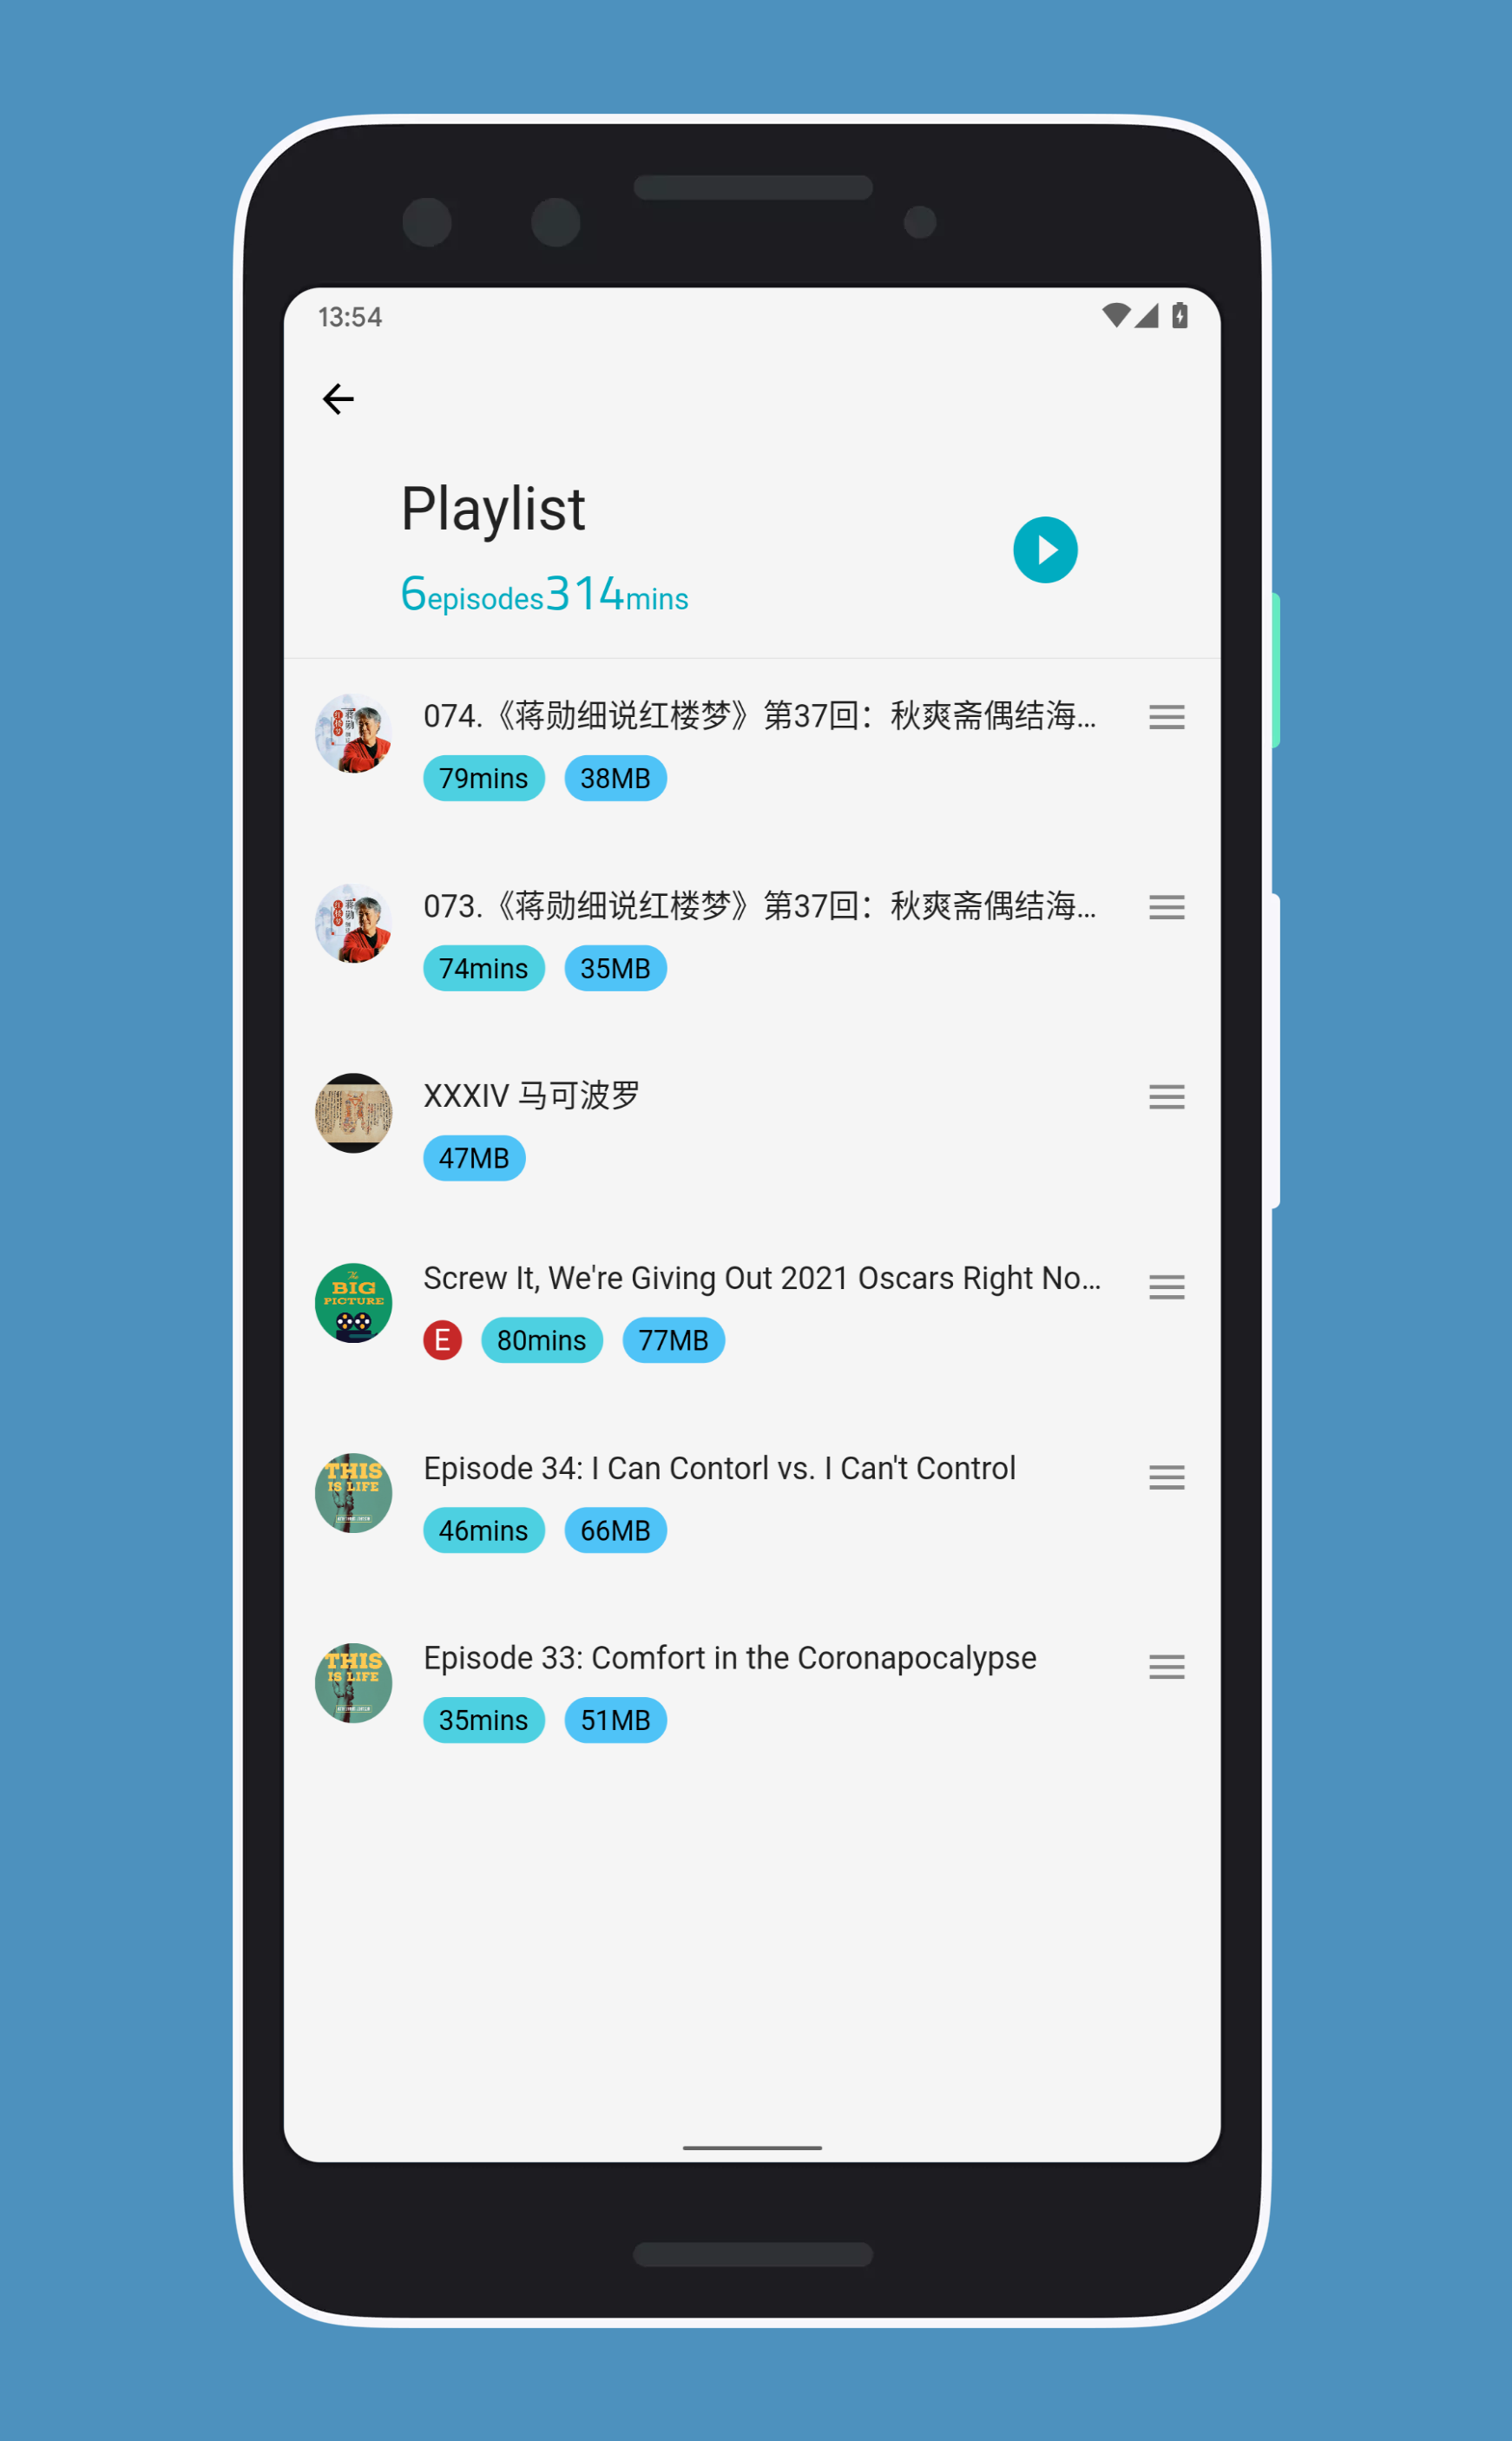 13:54
Playlist
6episodes314mins
074.《蒋勋细说红楼梦》第37回：秋爽斋偶结海…
79mins 38MB
073.《蒋勋细说红楼梦》第37回：秋爽斋偶结海…
74mins 35MB
XXXIV 马可波罗
47MB
The
BIG
PICTURE
Screw It, We're Giving Out 2021 Oscars Right No...
E 80mins 77MB
THIS
IS LIFE
Episode 34: I Can Contorl vs. I Can't Control
46mins 66MB
THIS
IS LIFE
Episode 33: Comfort in the Coronapocalypse
35mins 51MB